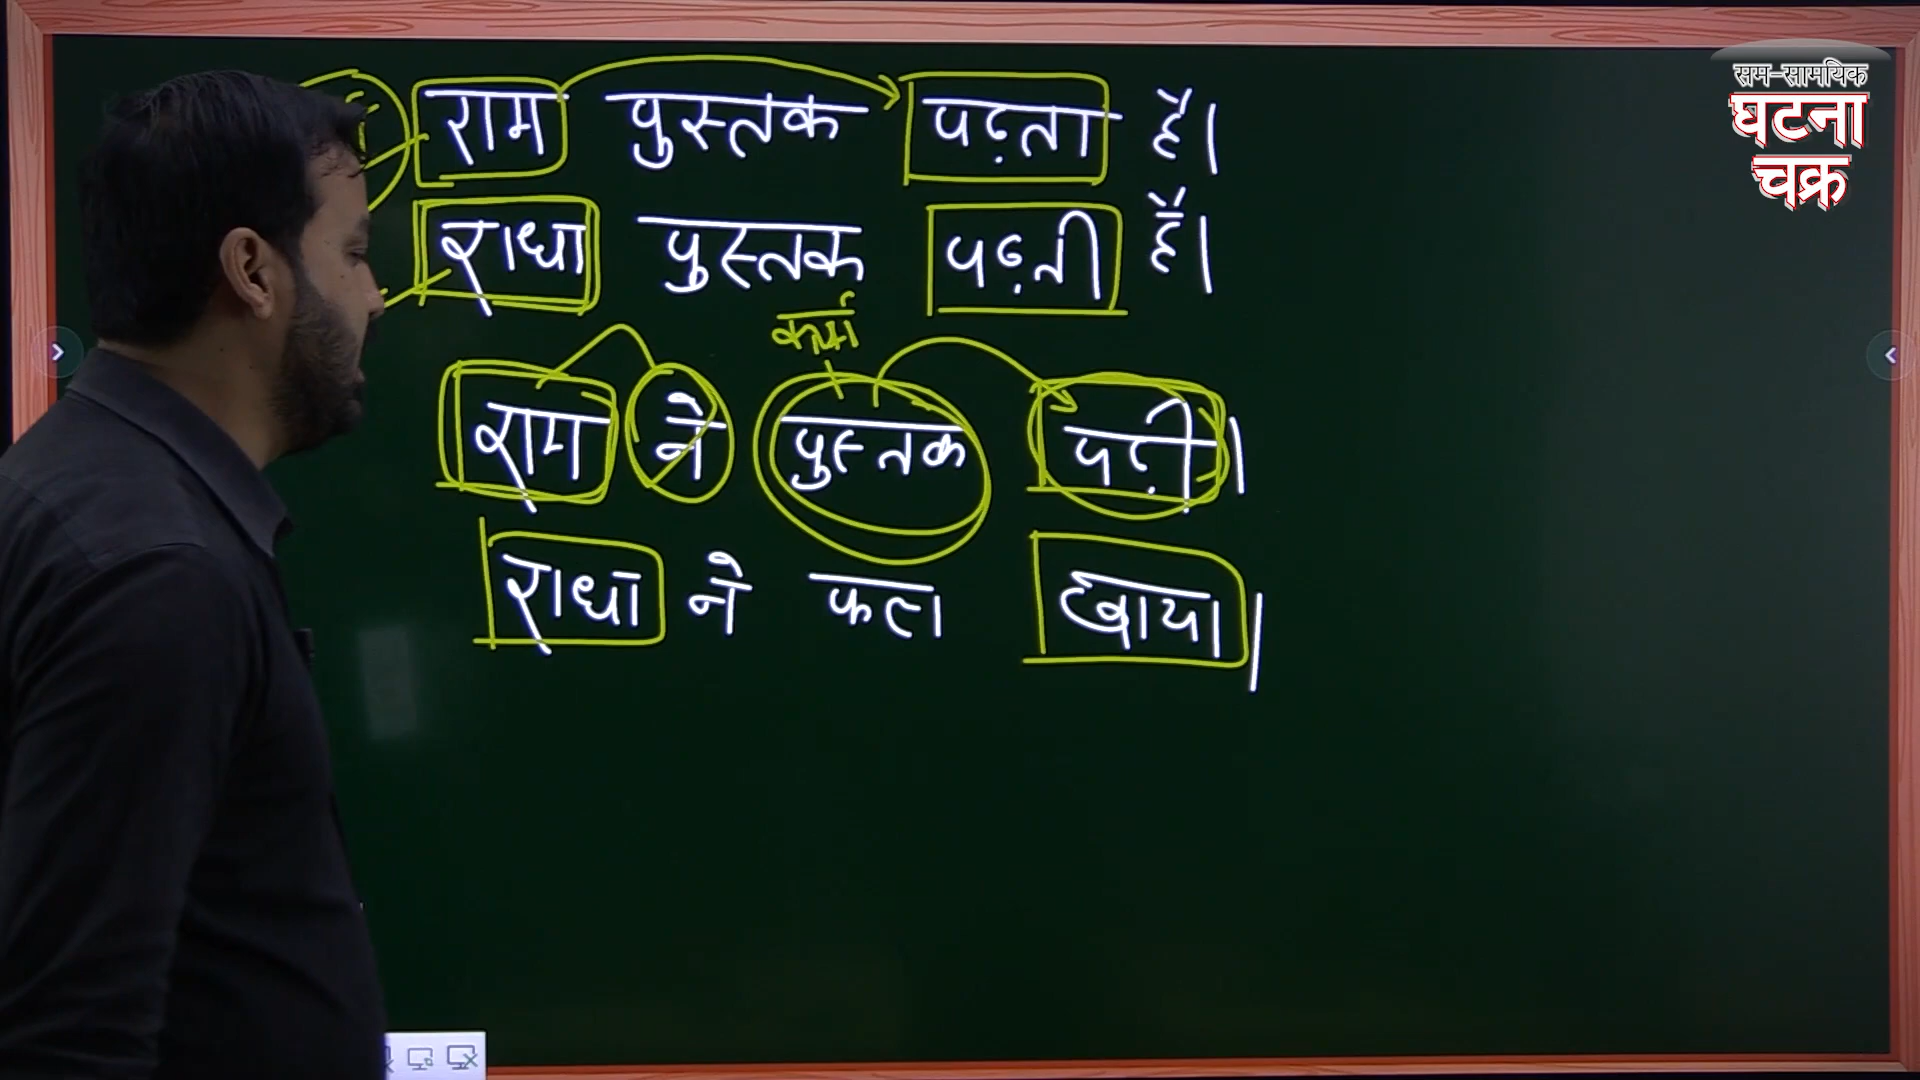 राम पुस्तक पढ़ता है।
राधा पुस्तक पढ़ती है।
कर्म
राम ने पुस्तक पढ़ी।
राधा ने फल खाया।
सम-सामयिक
घटना
चक्र